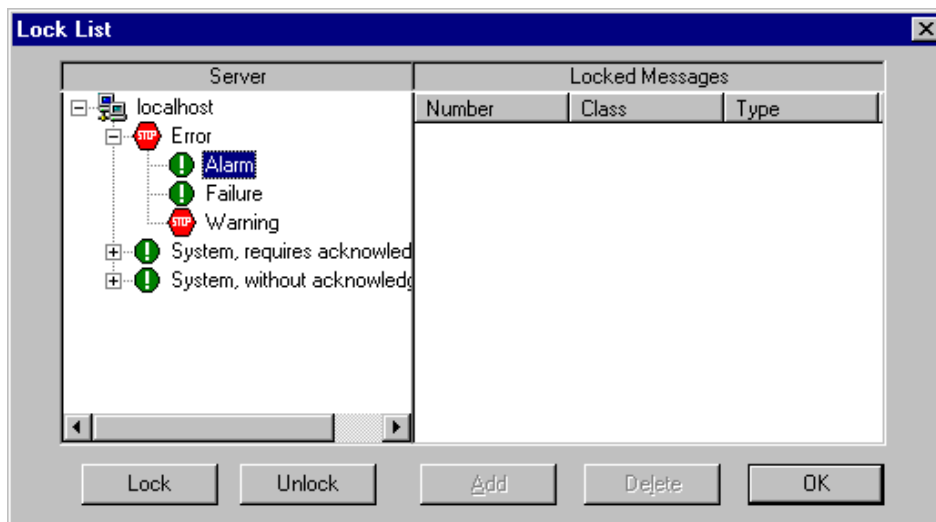 Lock List
Server
Locked Messages
localhost
Number Class Type
STOP Error
Alarm
Failure
STOP Warning
System, requires acknowled
System, without acknowledg
Lock Unlock Add Delete OK